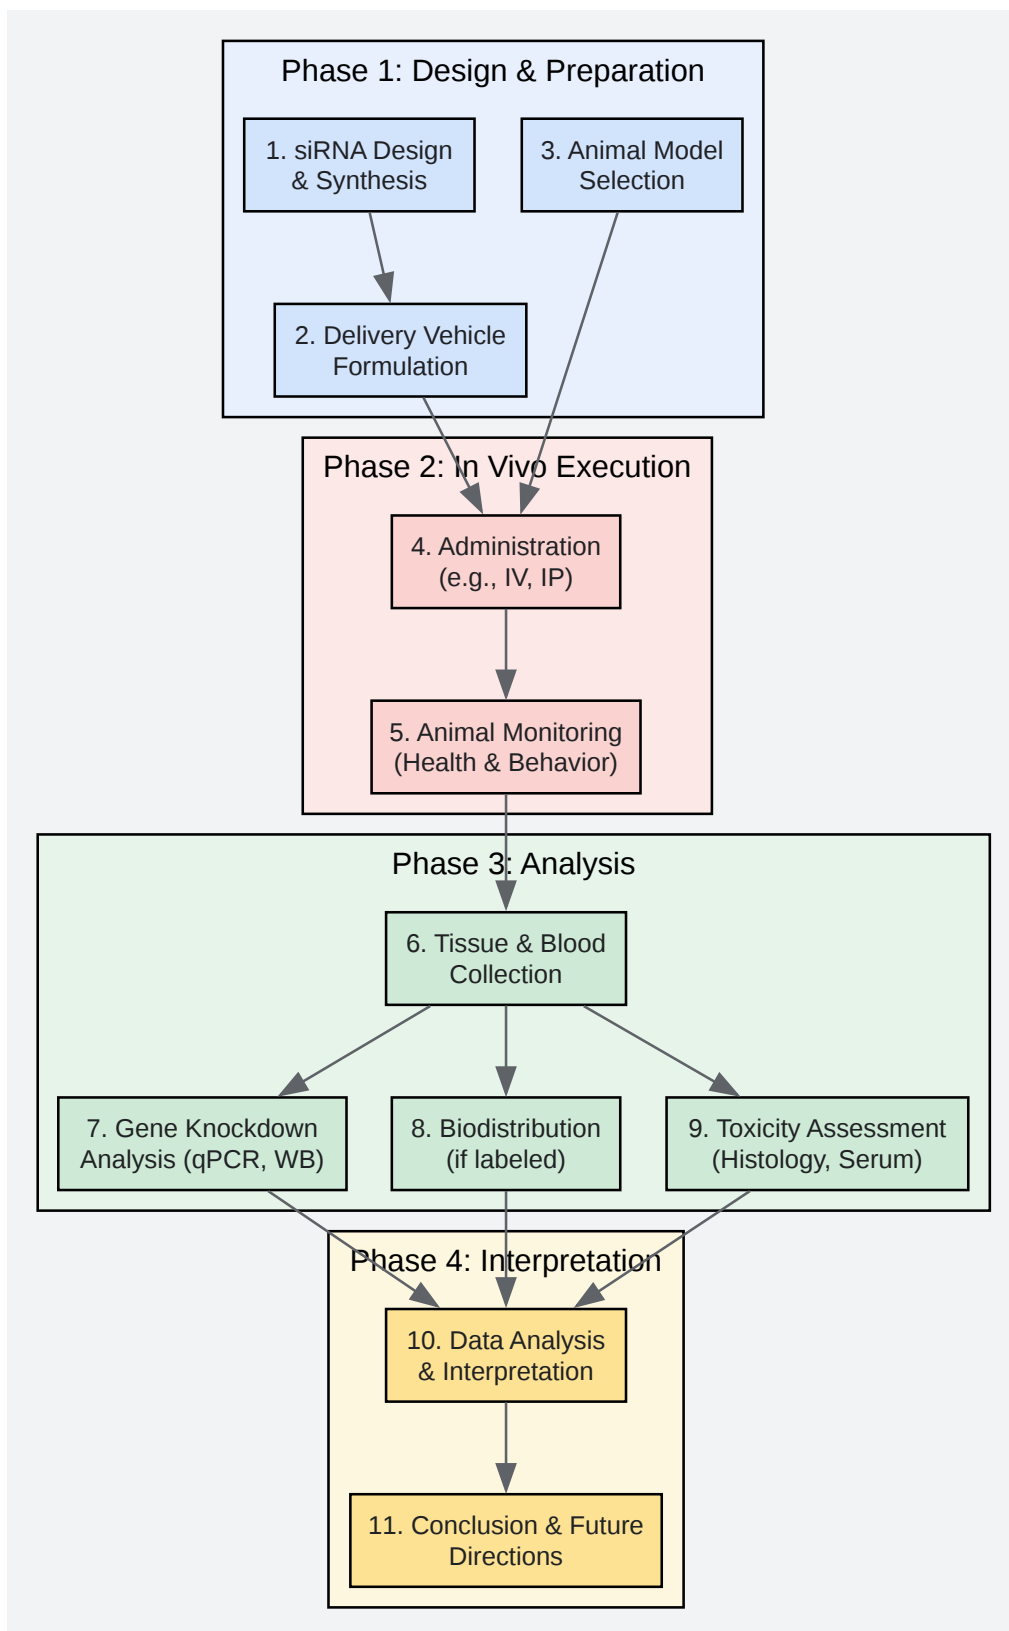 Phase 1: Design & Preparation
1. siRNA Design
& Synthesis
3. Animal Model
Selection
2. Delivery Vehicle
Formulation
Phase 2: In Vivo Execution
4. Administration
(e.g., IV, IP)
5. Animal Monitoring
(Health & Behavior)
Phase 3: Analysis
6. Tissue & Blood
Collection
7. Gene Knockdown
Analysis (qPCR, WB)
8. Biodistribution
(if labeled)
9. Toxicity Assessment
(Histology, Serum)
Phase 4: Interpretation
10. Data Analysis
& Interpretation
11. Conclusion & Future
Directions